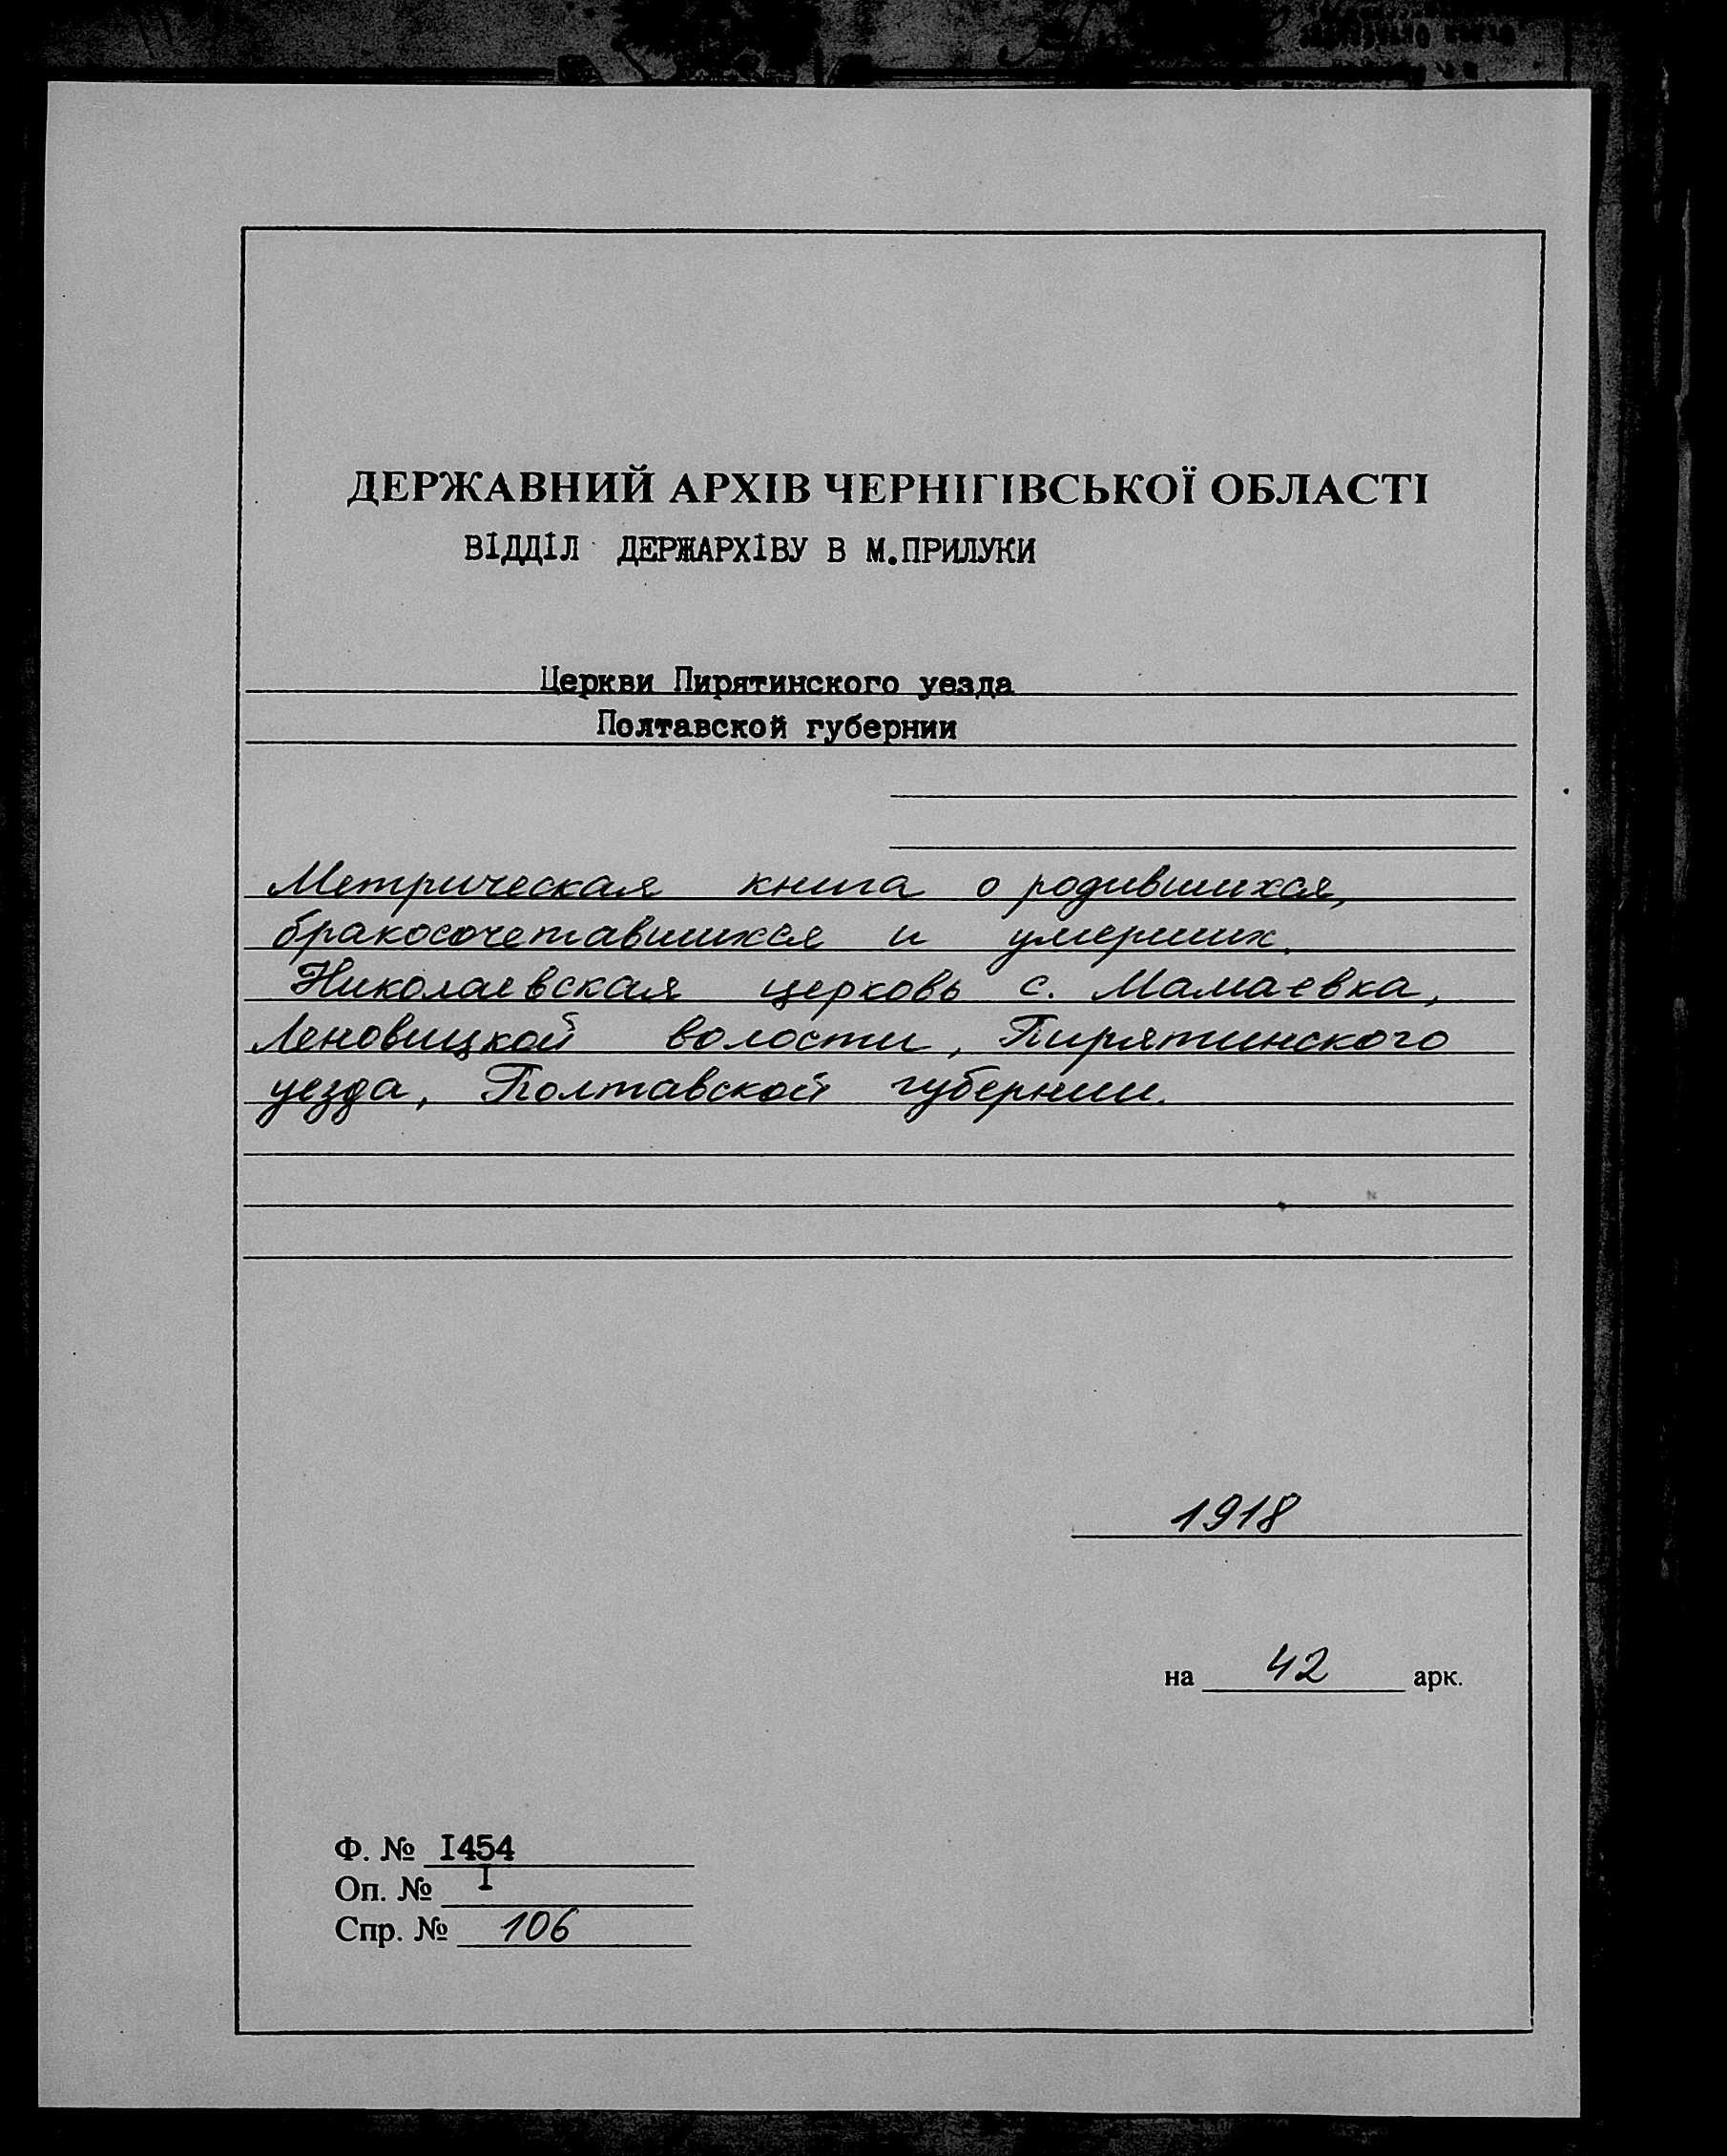 ДЕРЖАВНИЙ АРХІВ ЧЕРНІГІВСЬКОЇ ОБЛАСТІ
ВІДДІЛ ДЕРЖАРХІВУ В М.ПРИЛУКИ
Церкви Пирятинского уезда
Полтавской губернии
Метрическая книга о родившихся,
бракосочетавшихся и умерших.
Николаевская церковь с. Мамаевка,
Леновицкой волости, Пирятинского
уезда, Полтавской губернии.
1918
на 42 арк.
Ф. № I454
Оп. № I
Спр. № 106